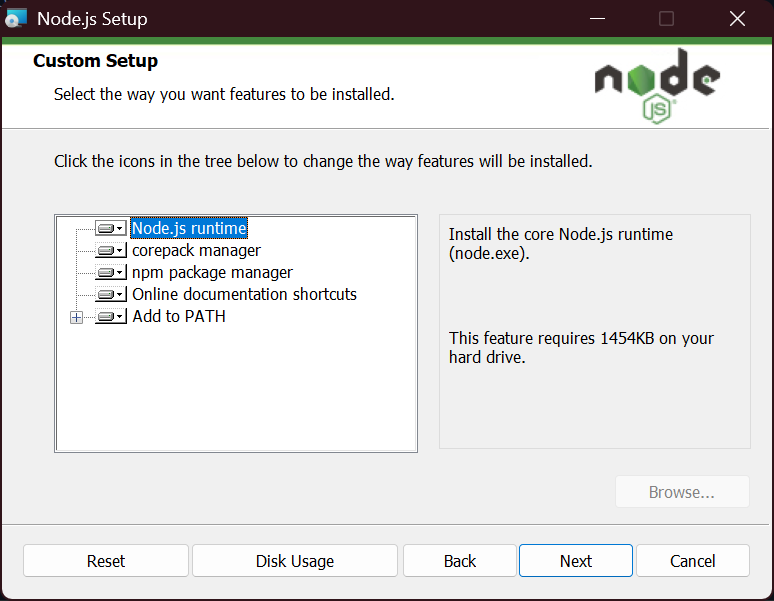 Node.js Setup
Custom Setup
Select the way you want features to be installed.
node
JS
Click the icons in the tree below to change the way features will be installed.
Node.js runtime
corepack manager
npm package manager
Online documentation shortcuts
Add to PATH
Install the core Node.js runtime
(node.exe).
This feature requires 1454KB on your
hard drive.
Browse...
Reset
Disk Usage
Back
Next
Cancel